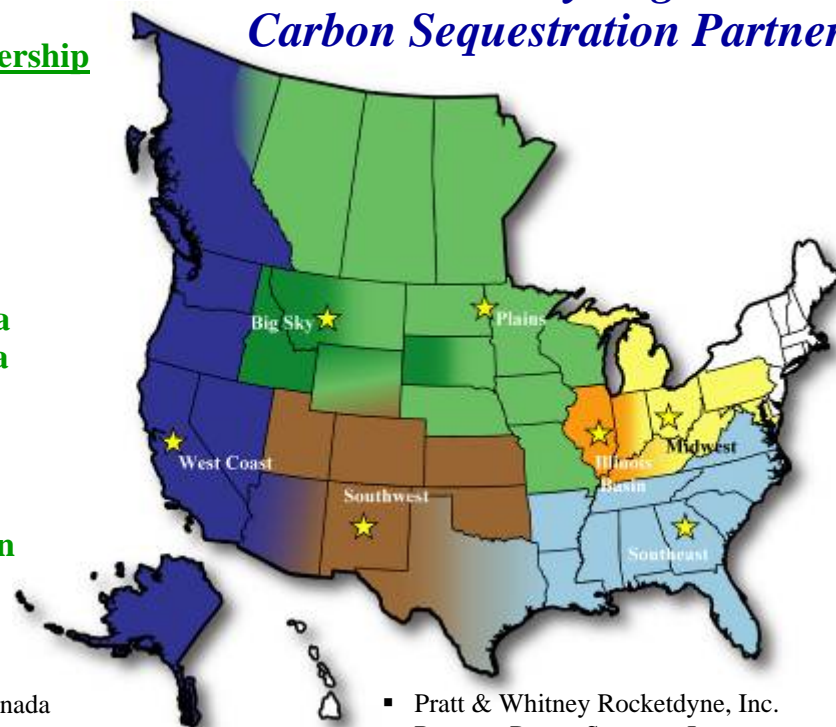 Carbon Sequestration Partner
ership
a
a
n
Big Sky
Plains
West Coast
Midwest
Illinois
Basin
Southwest
Southeast
nada
▪ Pratt & Whitney Rocketdyne, Inc.